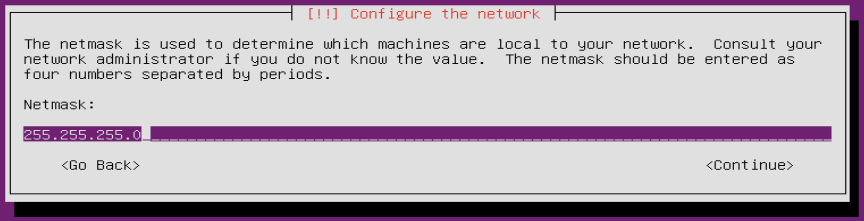 [!!] Configure the network
The netmask is used to determine which machines are local to your network.  Consult your
network administrator if you do not know the value.  The netmask should be entered as
four numbers separated by periods.
Netmask:
255.255.255.0
<Go Back>
<Continue>